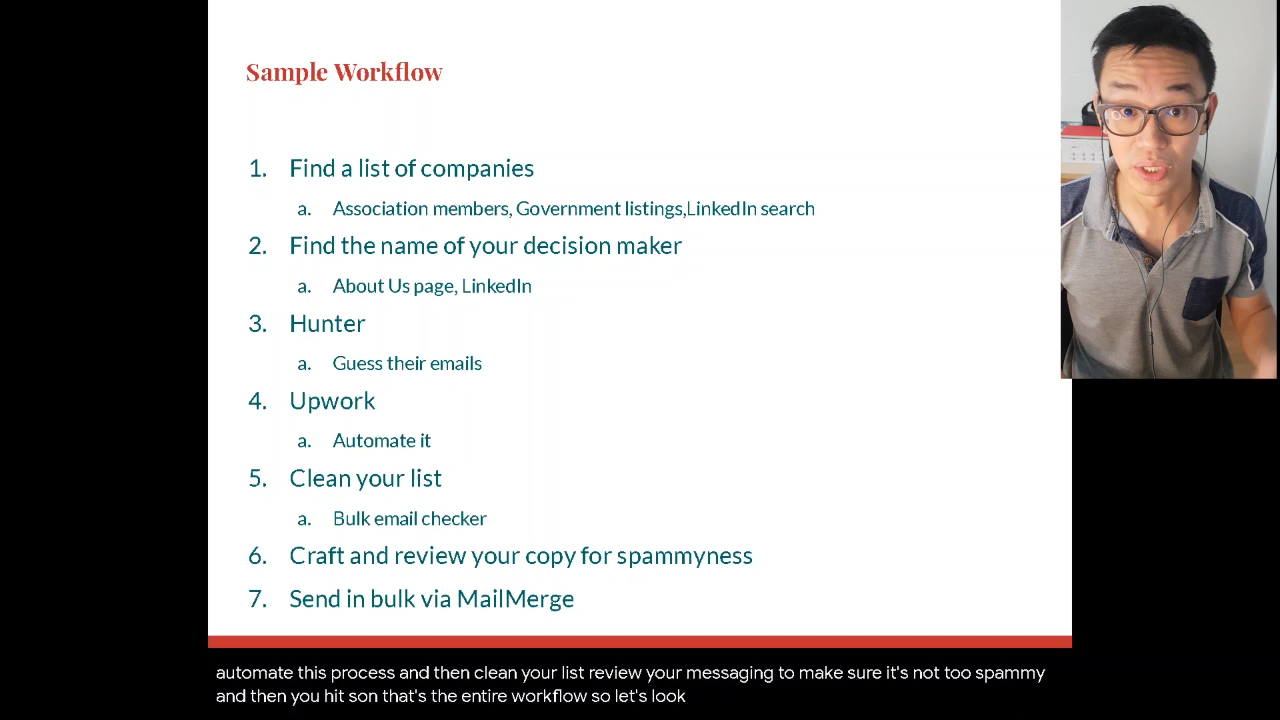 Sample Workflow
1. Find a list of companies
a. Association members, Government listings,LinkedIn search
2. Find the name of your decision maker
a. About Us page, LinkedIn
3. Hunter
a. Guess their emails
4. Upwork
a. Automate it
5. Clean your list
a. Bulk email checker
6. Craft and review your copy for spammyness
7. Send in bulk via MailMerge
automate this process and then clean your list review your messaging to make sure it's not too spammy
and then you hit son that's the entire workflow so let's look